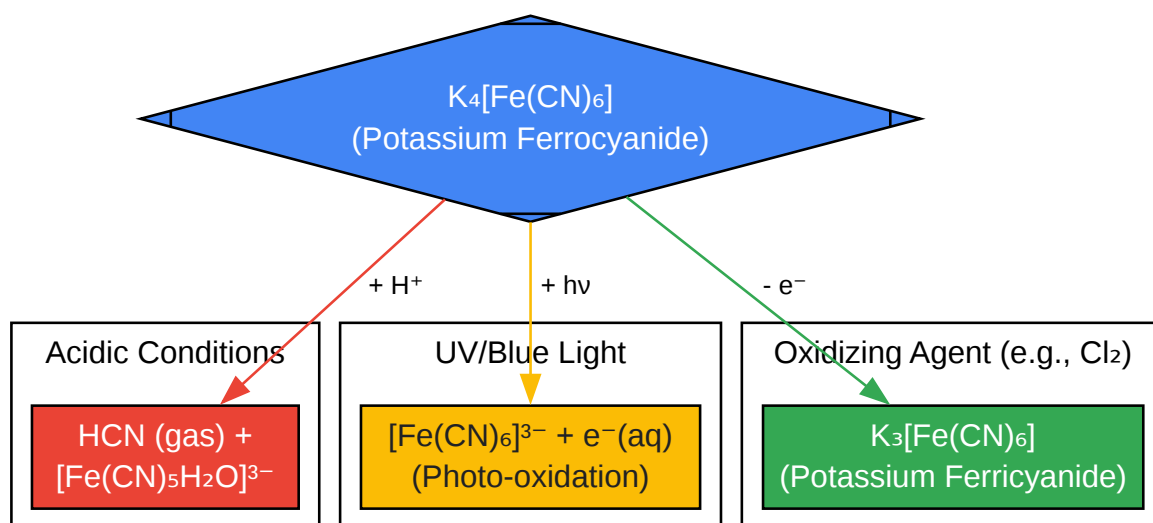 K₄[Fe(CN)₆]
(Potassium Ferrocyanide)
+ H⁺
+ hν
- e⁻
Acidic Conditions
UV/Blue Light
Oxidizing Agent (e.g., Cl₂)
HCN (gas) +
[Fe(CN)₅H₂O]³⁻
[Fe(CN)₆]³⁻ + e⁻(aq)
(Photo-oxidation)
K₃[Fe(CN)₆]
(Potassium Ferricyanide)